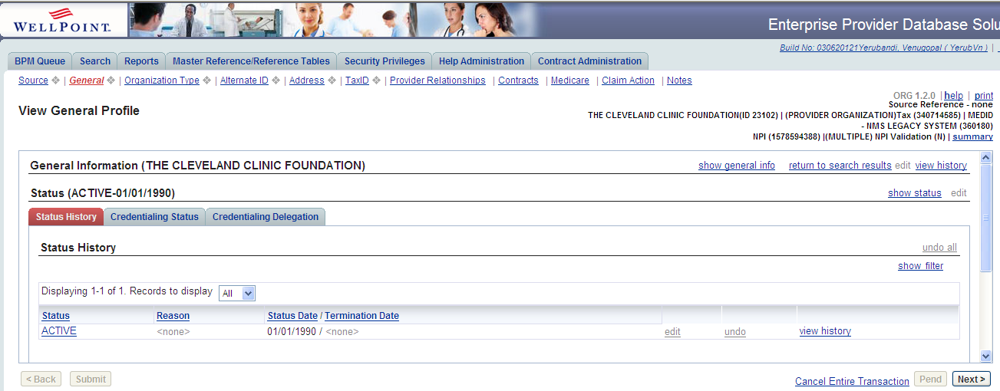 WELLPOINT.
Enterprise Provider Database Solu
Build No: 030620121Yerubandi, Venugopal ( YerubVn ) |
BPM Queue Search Reports Master Reference/Reference Tables Security Privileges Help Administration Contract Administration
Source | General | Organization Type | Alternate ID | Address | TaxID | Provider Relationships | Contracts | Medicare | Claim Action | Notes
ORG 1.2.0 | help | print
Source Reference - none
View General Profile
THE CLEVELAND CLINIC FOUNDATION(ID 23102) | (PROVIDER ORGANIZATION)Tax (340714585) | MEDID
- NMS LEGACY SYSTEM (360180)
NPI (1578594388) |(MULTIPLE) NPI Validation (N) | summary
General Information (THE CLEVELAND CLINIC FOUNDATION) show general info return to search results edit view history
Status (ACTIVE-01/01/1990) show status edit
Status History Credentialing Status Credentialing Delegation
Status History undo all
show filter
Displaying 1-1 of 1. Records to display All
Status Reason Status Date / Termination Date
ACTIVE <none> 01/01/1990 / <none> edit undo view history
< Back Submit Cancel Entire Transaction Pend Next >